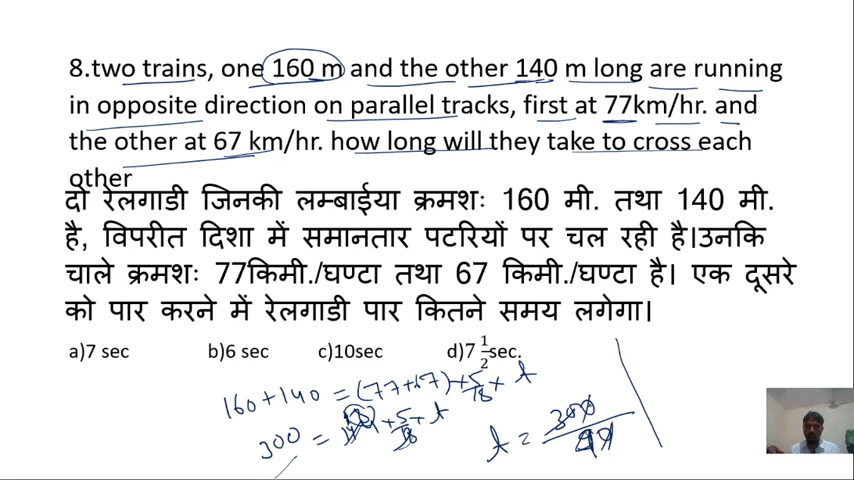 8.two trains, one 160 m and the other 140 m long are running
in opposite direction on parallel tracks, first at 77km/hr. and
the other at 67 km/hr. how long will they take to cross each
other
दो रेलगाडी जिनकी लम्बाईया क्रमशः 160 मी. तथा 140 मी.
है, विपरीत दिशा में समानतार पटरियों पर चल रही है।उनकि
चाले क्रमशः 77किमी./घण्टा तथा 67 किमी./घण्टा है। एक दूसरे
को पार करने में रेलगाडी पार कितने समय लगेगा।
a)7 sec b)6 sec c)10sec d)7 1/2 sec.
160+140 = (77+67) * 5/18 * t
300 = * 5/18 * t
t = 300